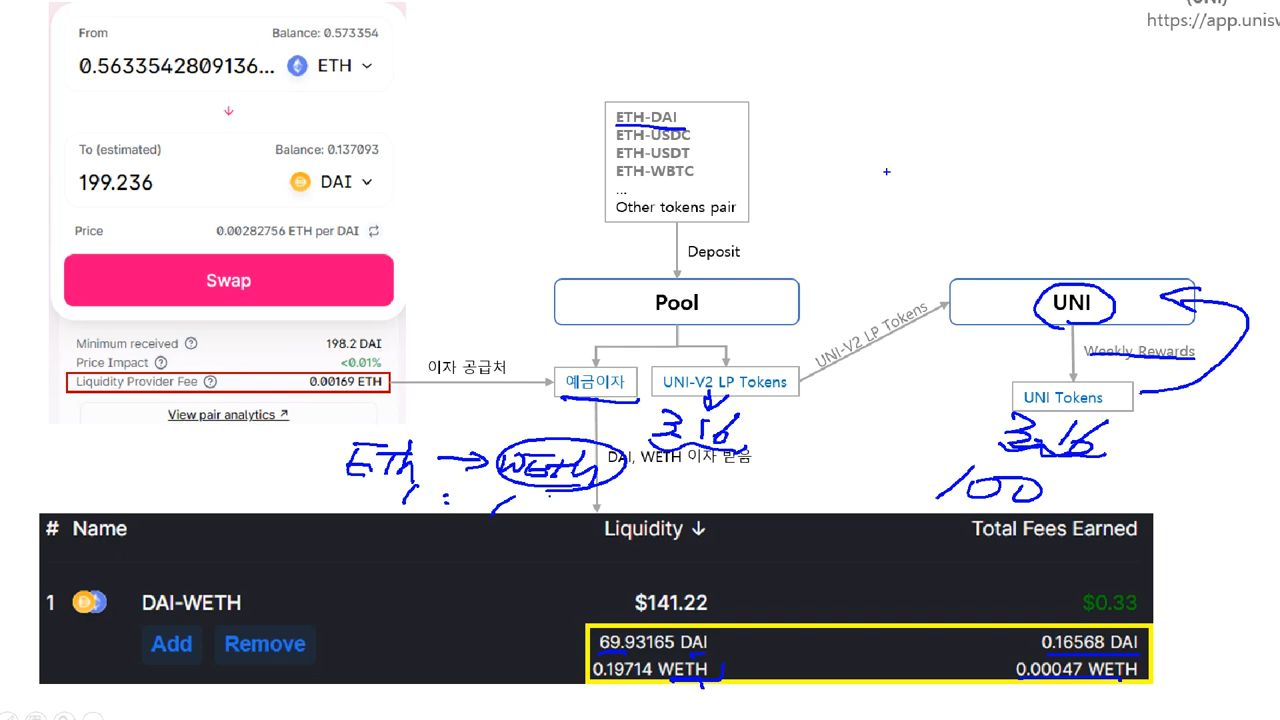 (UNI)
https://app.unisw
From
Balance: 0.573354
0.5633542809136...
ETH
To (estimated)
Balance: 0.137093
199.236
DAI
Price
0.00282756 ETH per DAI
Swap
Minimum received
198.2 DAI
Price Impact
<0.01%
Liquidity Provider Fee
0.00169 ETH
View pair analytics ↗
ETH-DAI
ETH-USDC
ETH-USDT
ETH-WBTC
...
Other tokens pair
Deposit
Pool
UNI-V2 LP Tokens
UNI
Weekly Rewards
이자 공급처
예금이자
UNI-V2 LP Tokens
UNI Tokens
3.16
3.16
ETH → WETH
1 : 1
DAI, WETH 이자 받음
100
# Name
Liquidity ↓
Total Fees Earned
1
DAI-WETH
$141.22
$0.33
Add
Remove
69.93165 DAI
0.16568 DAI
0.19714 WETH
0.00047 WETH